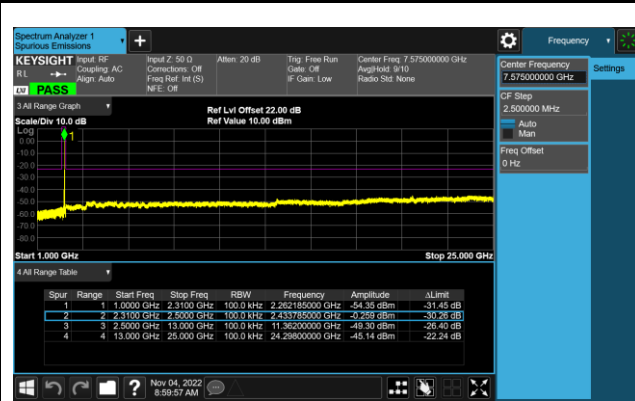 Spectrum Analyzer 1
Spurious Emissions
+
Frequency
KEYSIGHT Input: RF Input Z: 50 Ω Atten: 20 dB Trig: Free Run Center Freq: 7.575000000 GHz
RL Coupling: AC Corrections: Off Gate: Off Avg|Hold: 9/10
Align: Auto Freq Ref: Int (S) IF Gain: Low Radio Std: None
NFE: Off
LXI PASS
Center Frequency
7.575000000 GHz
Settings
CF Step
2.500000 MHz
Auto
Man
Freq Offset
0 Hz
3 All Range Graph
Ref Lvl Offset 22.00 dB
Scale/Div 10.0 dB Ref Value 10.00 dBm
Log
1
0.00
-10.0
-20.0
-30.0
-40.0
-50.0
-60.0
-70.0
-80.0
Start 1.000 GHz Stop 25.000 GHz
4 All Range Table
Spur Range Start Freq Stop Freq RBW Frequency Amplitude ΔLimit
1 1 1.0000 GHz 2.3100 GHz 100.0 kHz 2.262185000 GHz -54.35 dBm -31.45 dB
2 2 2.3100 GHz 2.5000 GHz 100.0 kHz 2.433785000 GHz -0.259 dBm -30.26 dB
3 3 2.5000 GHz 13.000 GHz 100.0 kHz 11.36200000 GHz -49.30 dBm -26.40 dB
4 4 13.000 GHz 25.000 GHz 100.0 kHz 24.29800000 GHz -45.14 dBm -22.24 dB
?
Nov 04, 2022
8:59:57 AM